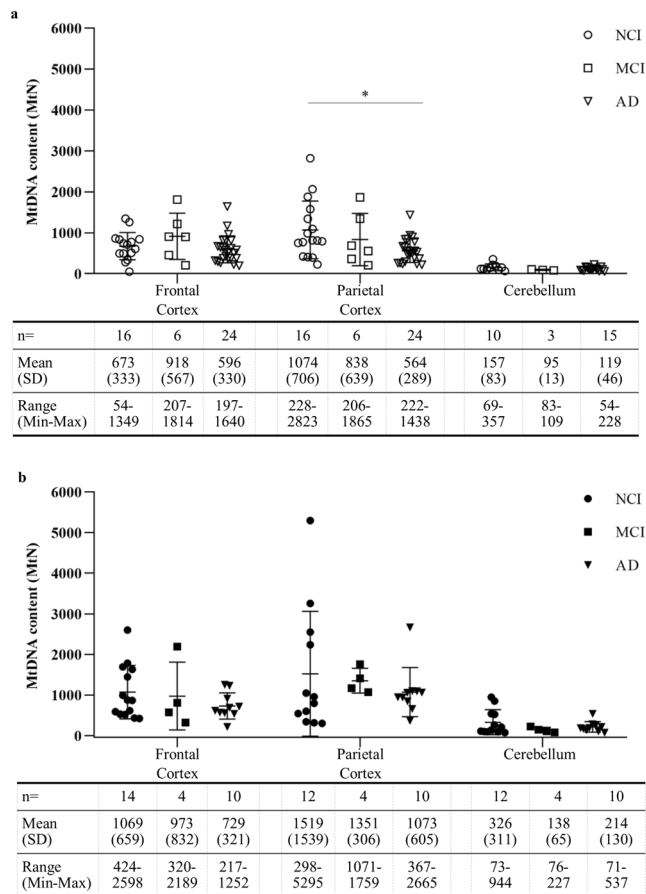 a
6000
5000
4000
3000
2000
1000
0
MtDNA content (MtN)
NCI
MCI
AD
*
Frontal Cortex
Parietal Cortex
Cerebellum
n= 16 6 24 16 6 24 10 3 15
Mean 673 918 596 1074 838 564 157 95 119
(SD) (333) (567) (330) (706) (639) (289) (83) (13) (46)
Range 54- 207- 197- 228- 206- 222- 69- 83- 54-
(Min-Max) 1349 1814 1640 2823 1865 1438 357 109 228
b
6000
5000
4000
3000
2000
1000
0
MtDNA content (MtN)
NCI
MCI
AD
Frontal Cortex
Parietal Cortex
Cerebellum
n= 14 4 10 12 4 10 12 4 10
Mean 1069 973 729 1519 1351 1073 326 138 214
(SD) (659) (832) (321) (1539) (306) (605) (311) (65) (130)
Range 424- 320- 217- 298- 1071- 367- 73- 76- 71-
(Min-Max) 2598 2189 1252 5295 1759 2665 944 227 537